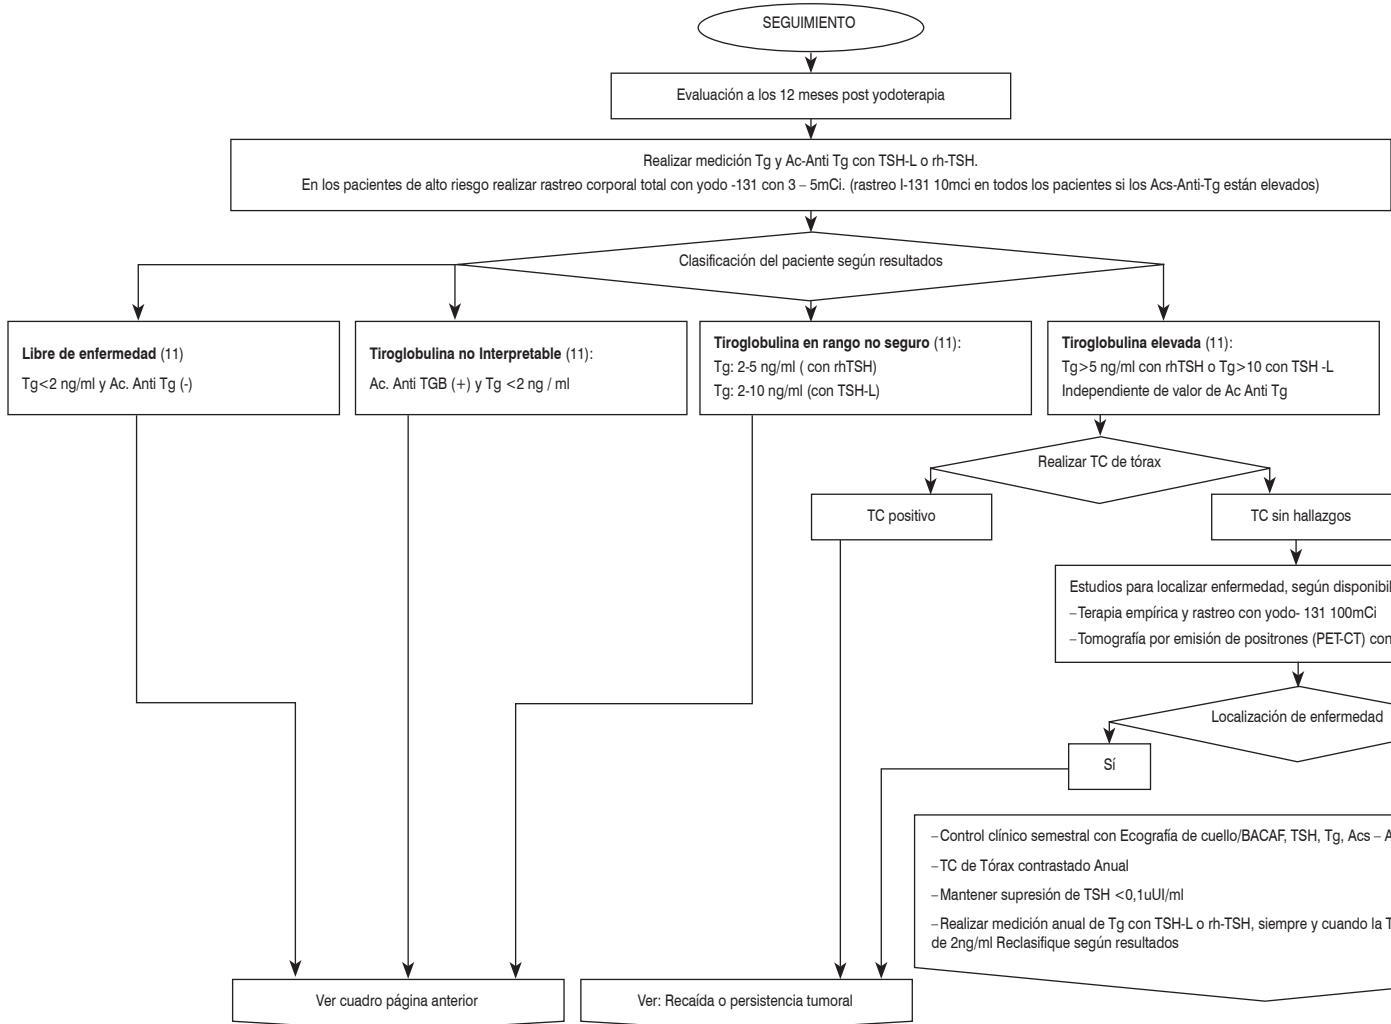 SEGUIMIENTO
Evaluación a los 12 meses post yodoterapia
Realizar medición Tg y Ac-Anti Tg con TSH-L o rh-TSH.
En los pacientes de alto riesgo realizar rastreo corporal total con yodo -131 con 3 – 5mCi. (rastreo I-131 10mci en todos los pacientes si los Acs-Anti-Tg están elevados)
Clasificación del paciente según resultados
Libre de enfermedad (11)
Tg<2 ng/ml y Ac. Anti Tg (-)
Tiroglobulina no Interpretable (11):
Ac. Anti TGB (+) y Tg <2 ng / ml
Tiroglobulina en rango no seguro (11):
Tg: 2-5 ng/ml ( con rhTSH)
Tg: 2-10 ng/ml (con TSH-L)
Tiroglobulina elevada (11):
Tg>5 ng/ml con rhTSH o Tg>10 con TSH -L
Independiente de valor de Ac Anti Tg
Realizar TC de tórax
TC positivo
TC sin hallazgos
Estudios para localizar enfermedad, según
–Terapia empírica y rastreo con yodo- 131 100mCi
–Tomografía por emisión de positrones (PET-CT)
Localización de enfermedad
Sí
–Control clínico semestral con Ecografía de cuello/BACAF, TSH, Tg, Acs –
–TC de Tórax contrastado Anual
–Mantener supresión de TSH <0,1uUI/ml
–Realizar medición anual de Tg con TSH-L o rh-TSH, siempre y cuando la
de 2ng/ml Reclasifique según resultados
Ver cuadro página anterior
Ver: Recaída o persistencia tumoral